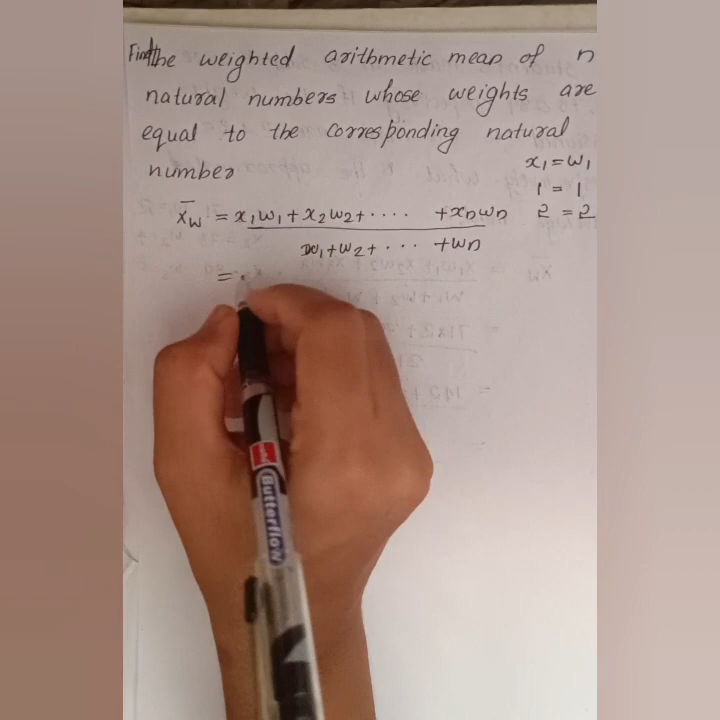 Find the weighted arithmetic mean of n
natural numbers whose weights are
equal to the corresponding natural
number
x₁ = w₁
1 = 1
2 = 2
x̄w = x₁w₁ + x₂w₂ + .... + xnwn
w₁ + w₂ + ... + wn
=
Butterflow